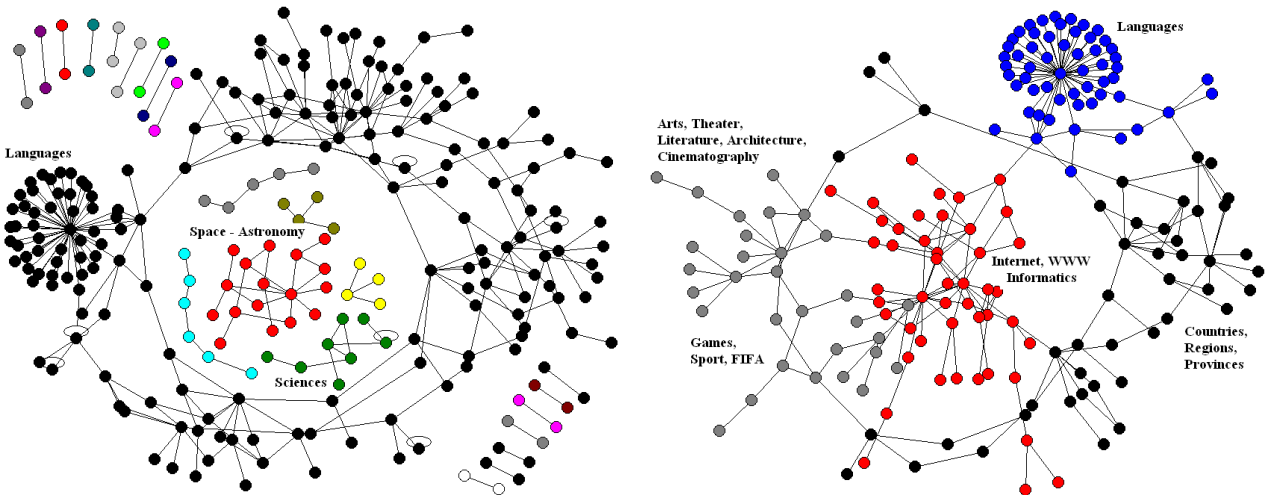 Languages
Space - Astronomy
Sciences
Languages
Arts, Theater,
Literature, Architecture,
Cinematography
Internet, WWW
Informatics
Games,
Sport, FIFA
Countries,
Regions,
Provinces